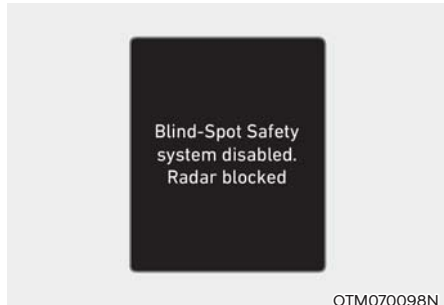 Blind-Spot Safety
system disabled.
Radar blocked
OTM070098N